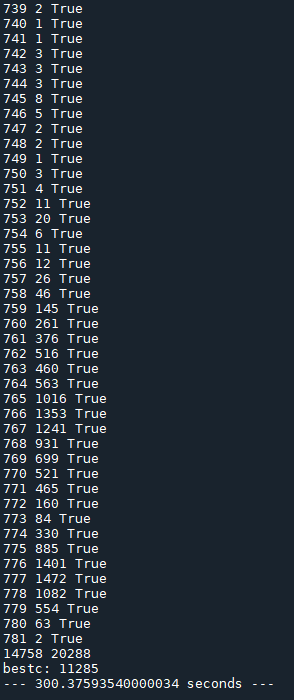 739 2 True
740 1 True
741 1 True
742 3 True
743 3 True
744 3 True
745 8 True
746 5 True
747 2 True
748 2 True
749 1 True
750 3 True
751 4 True
752 11 True
753 20 True
754 6 True
755 11 True
756 12 True
757 26 True
758 46 True
759 145 True
760 261 True
761 376 True
762 516 True
763 460 True
764 563 True
765 1016 True
766 1353 True
767 1241 True
768 931 True
769 699 True
770 521 True
771 465 True
772 160 True
773 84 True
774 330 True
775 885 True
776 1401 True
777 1472 True
778 1082 True
779 554 True
780 63 True
781 2 True
14758 20288
bestc: 11285
--- 300.37593540000034 seconds ---